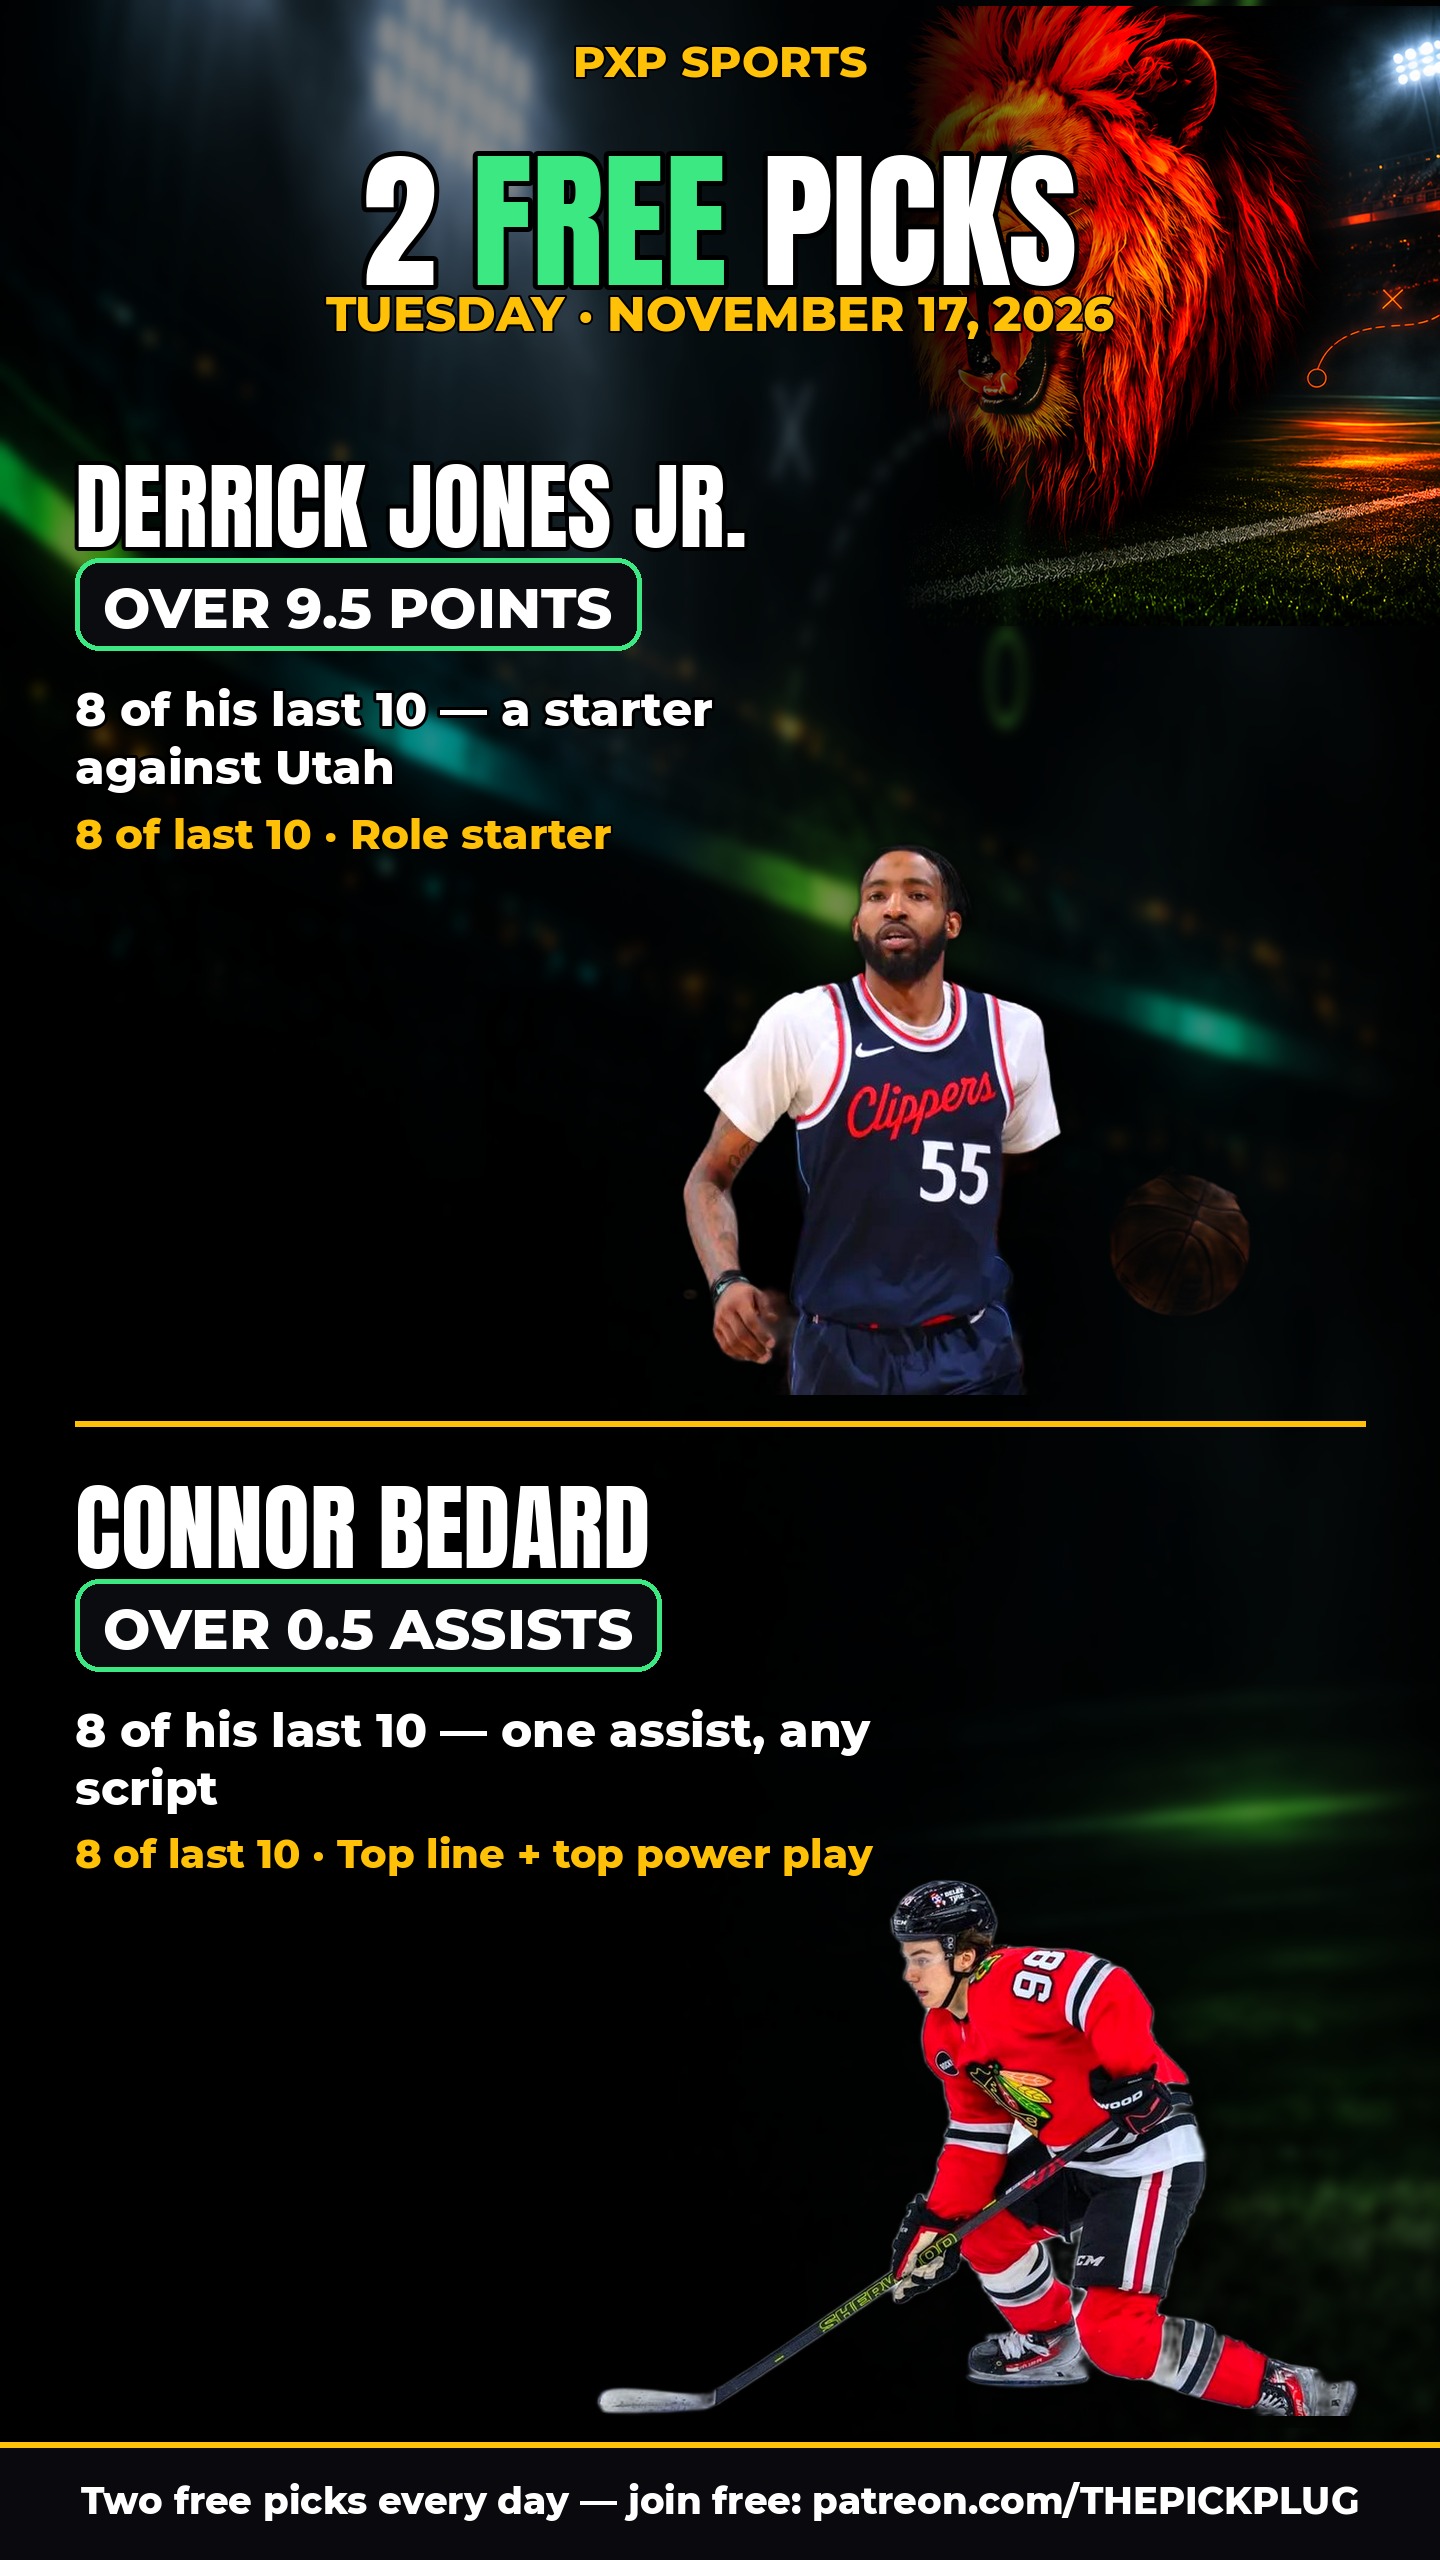 PXP SPORTS
2 FREE PICKS
TUESDAY • NOVEMBER 17, 2026
DERRICK JONES JR.
OVER 9.5 POINTS
8 of his last 10 — a starter
against Utah
8 of last 10 • Role starter
Clippers
55
CONNOR BEDARD
OVER 0.5 ASSISTS
8 of his last 10 — one assist, any
script
8 of last 10 • Top line + top power play
98
WOOD
CCM
Two free picks every day — join free: patreon.com/THEPICKPLUG